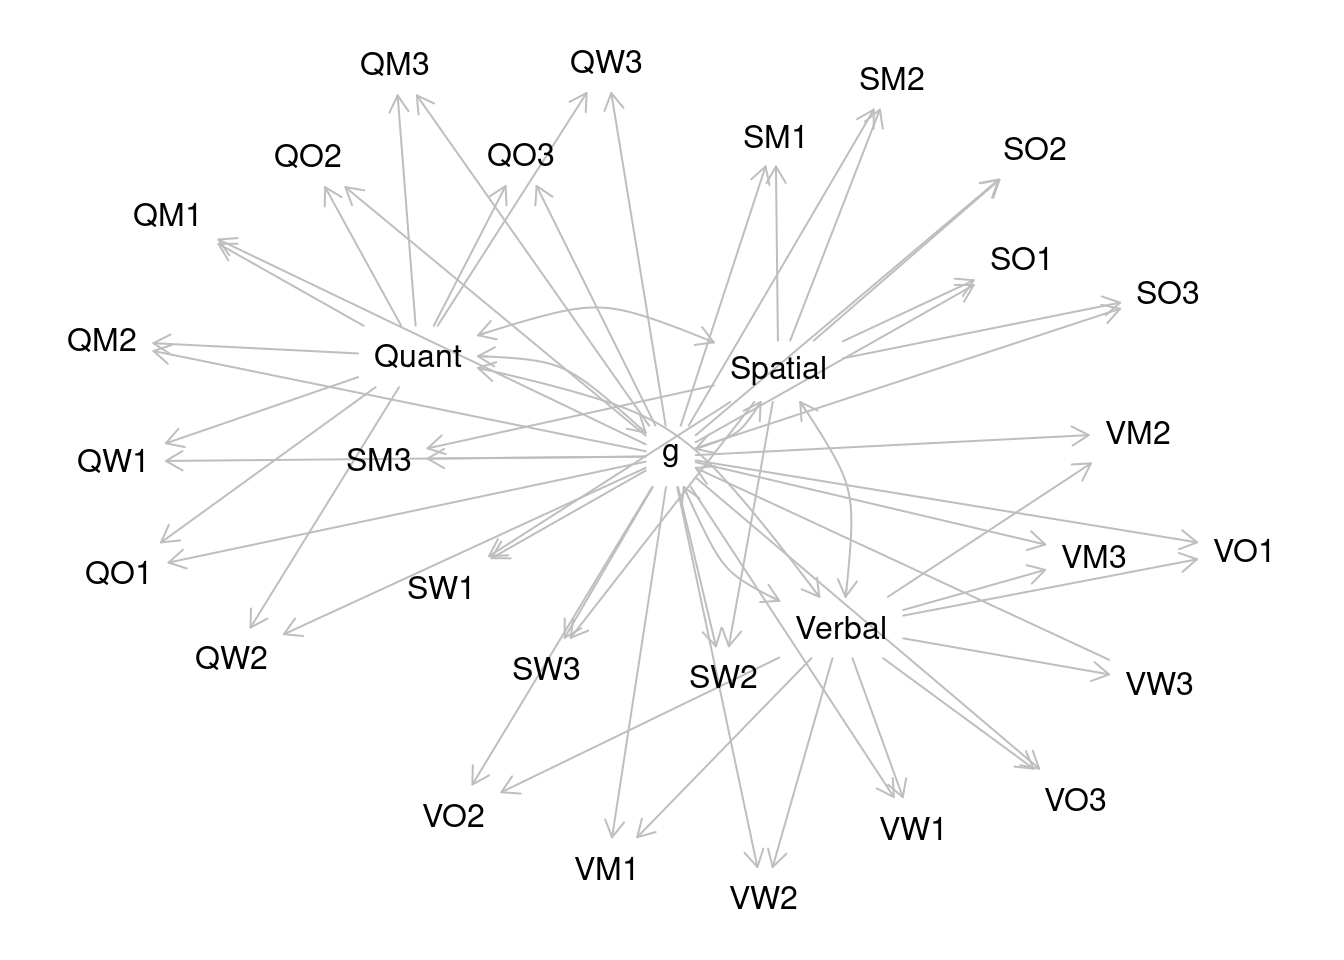 QM3
QW3
SM2
SM1
SO2
QO2
QO3
QM1
SO1
SO3
QM2
Quant
Spatial
VM2
g
QW1
SM3
VM3
VO1
QO1
SW1
Verbal
QW2
SW3
SW2
VW3
VO3
VO2
VW1
VM1
VW2